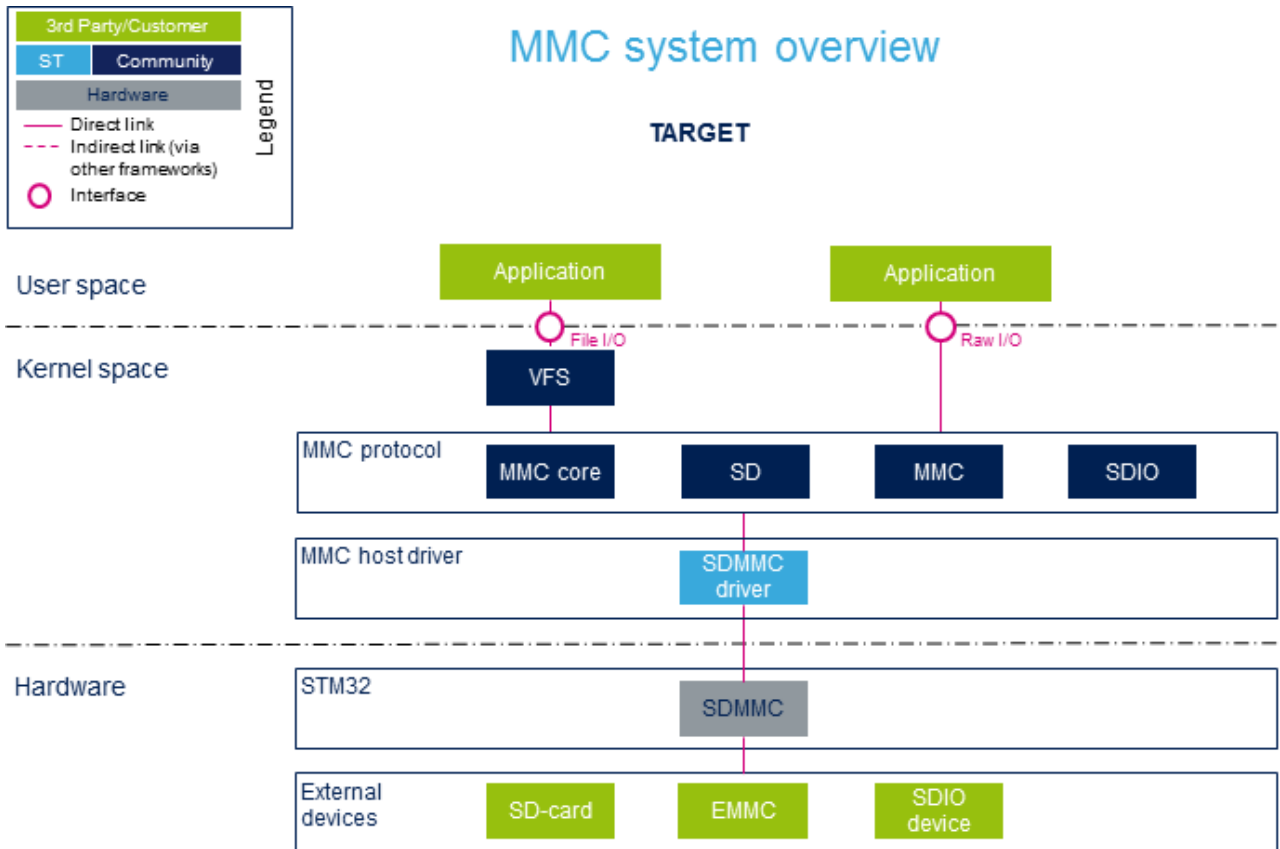 3rd Party/Customer
ST
Community
Hardware
Direct link
Indirect link (via
other frameworks)
Interface
Legend
MMC system overview
TARGET
User space
Application
Application
File I/O
Raw I/O
Kernel space
VFS
MMC protocol
MMC core
SD
MMC
SDIO
MMC host driver
SDMMC
driver
Hardware
STM32
SDMMC
External
devices
SD-card
EMMC
SDIO
device